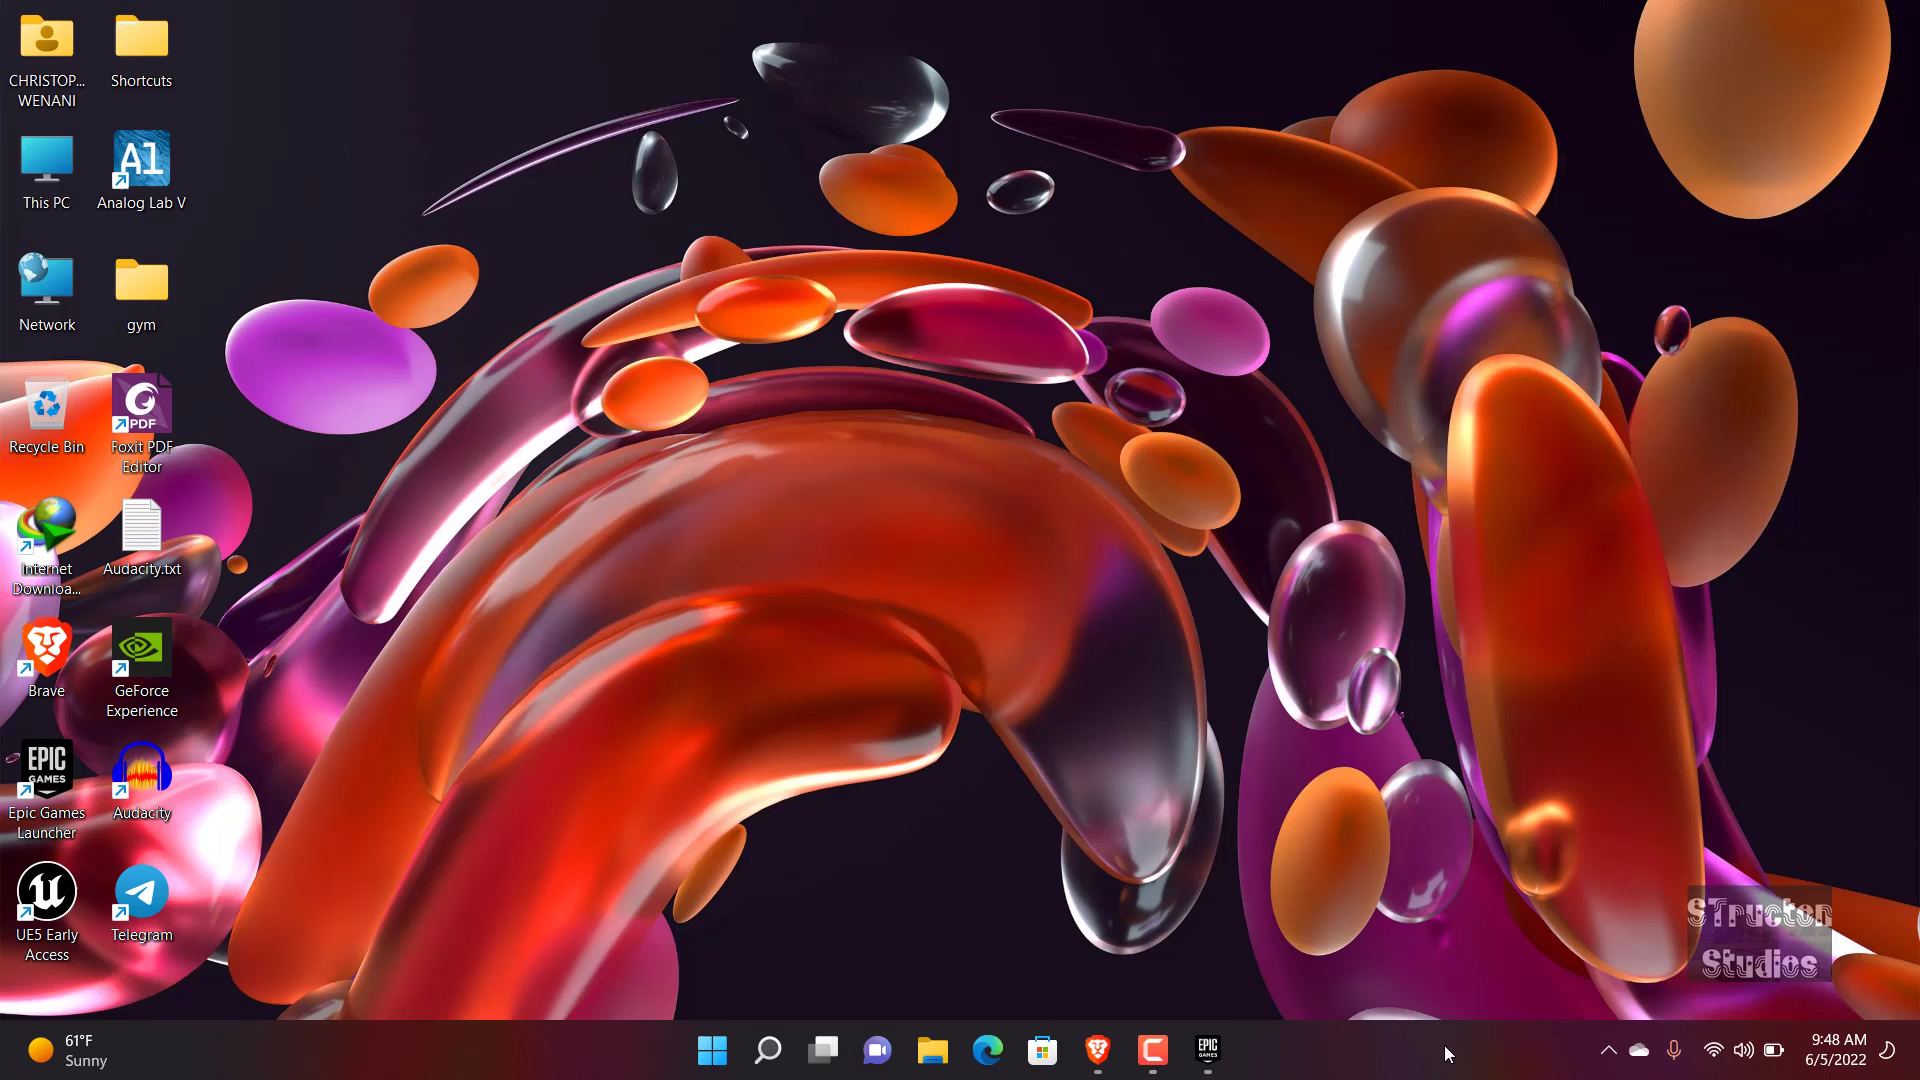 CHRISTOP...
WENANI
Shortcuts
This PC
A1
Analog Lab V
Network
gym
Recycle Bin
PDF
Foxit PDF
Editor
Internet
Downloa...
Audacity.txt
Brave
GeForce
Experience
EPIC
GAMES
Epic Games
Launcher
Audacity
UE5 Early
Access
Telegram
STructon
Studios
61°F
Sunny
EPIC
GAMES
9:48 AM
6/5/2022